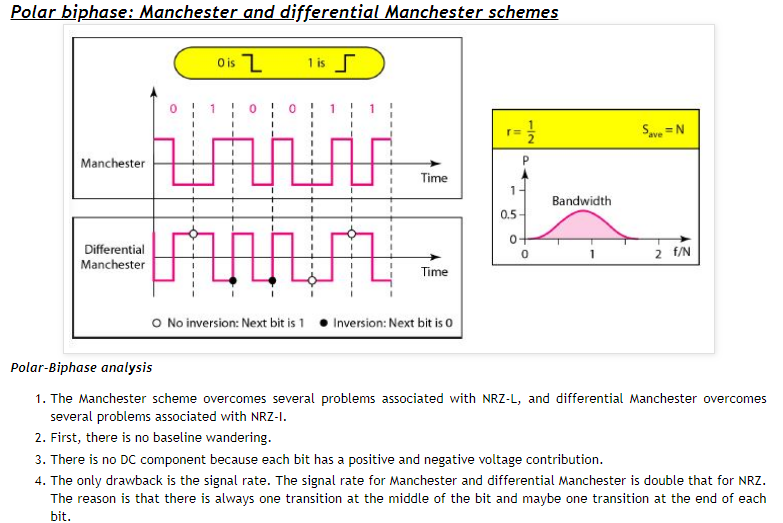 Polar biphase: Manchester and differential Manchester schemes
0 is 1 is
0 1 0 0 1 1
Manchester
Time
Differential
Manchester
Time
O No inversion: Next bit is 1 ● Inversion: Next bit is 0
r = 1/2 Save = N
P
1
Bandwidth
0.5
0
0 1 2 f/N
Polar-Biphase analysis
1. The Manchester scheme overcomes several problems associated with NRZ-L, and differential Manchester overcomes
several problems associated with NRZ-I.
2. First, there is no baseline wandering.
3. There is no DC component because each bit has a positive and negative voltage contribution.
4. The only drawback is the signal rate. The signal rate for Manchester and differential Manchester is double that for NRZ.
The reason is that there is always one transition at the middle of the bit and maybe one transition at the end of each
bit.